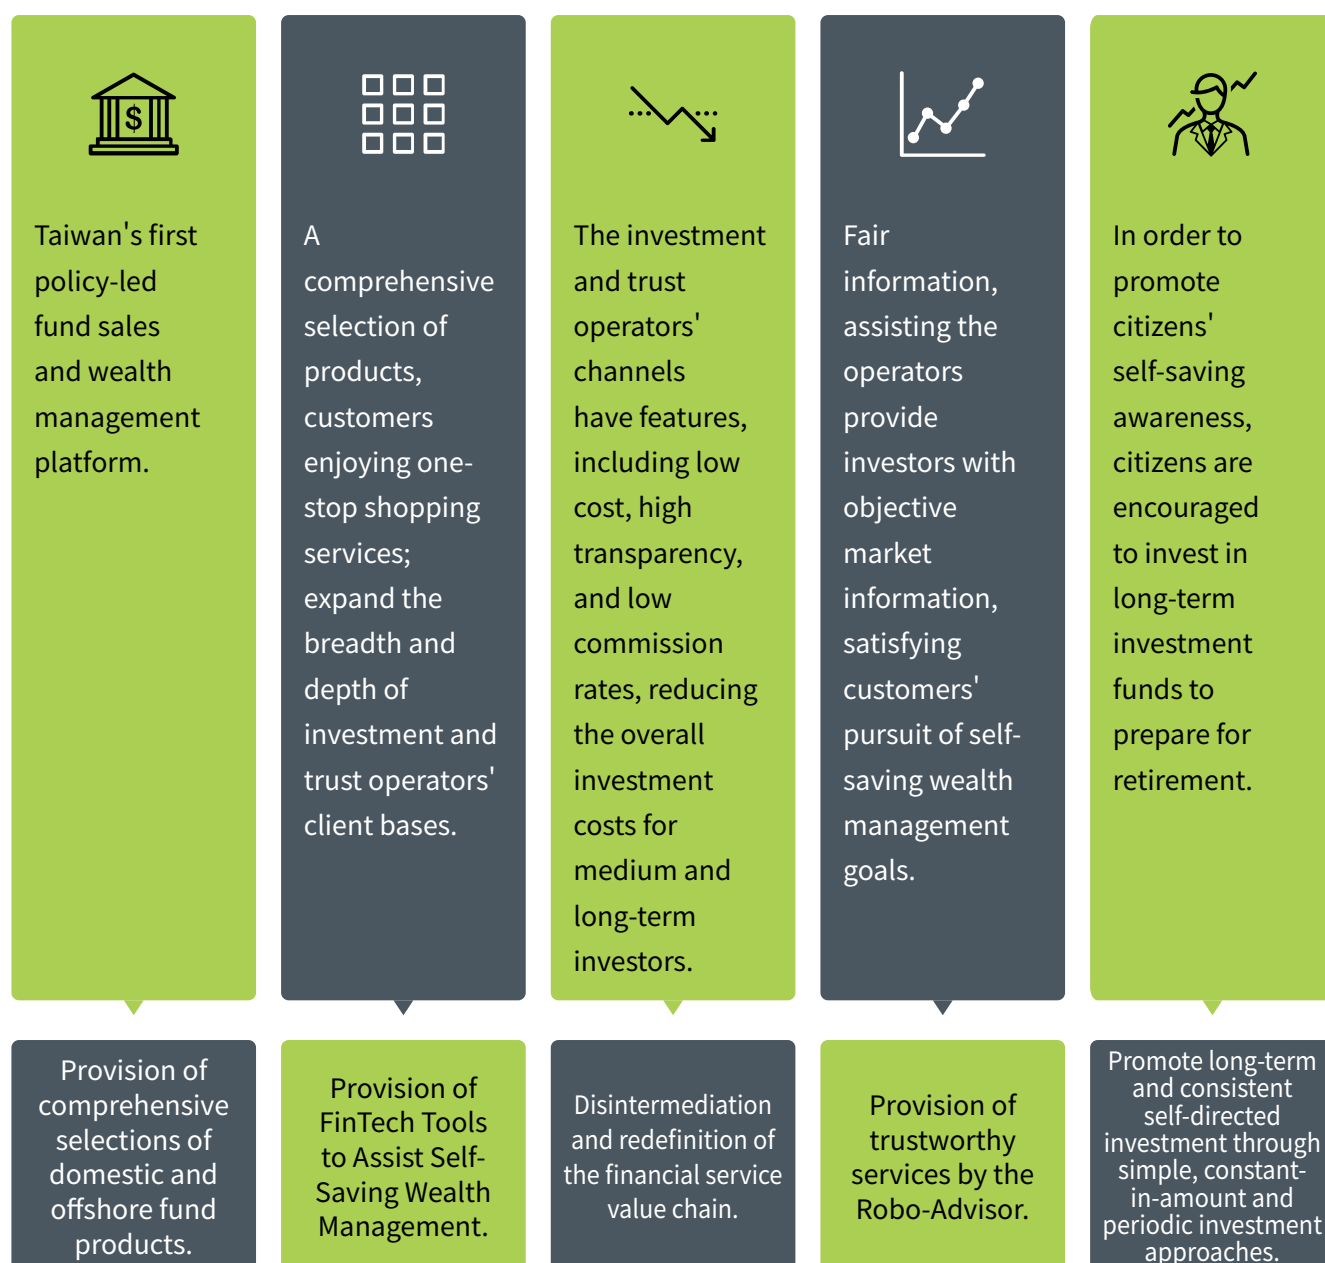 $
Taiwan's first
policy-led
fund sales
and wealth
management
platform.
A
comprehensive
selection of
products,
customers
enjoying one-
stop shopping
services;
expand the
breadth and
depth of
investment and
trust operators'
client bases.
The investment
and trust
operators'
channels
have features,
including low
cost, high
transparency,
and low
commission
rates, reducing
the overall
investment
costs for
medium and
long-term
investors.
Fair
information,
assisting the
operators
provide
investors with
objective
market
information,
satisfying
customers'
pursuit of self-
saving wealth
management
goals.
In order to
promote
citizens'
self-saving
awareness,
citizens are
encouraged
to invest in
long-term
investment
funds to
prepare for
retirement.
Provision of
comprehensive
selections of
domestic and
offshore fund
products.
Provision of
FinTech Tools
to Assist Self-
Saving Wealth
Management.
Disintermediation
and redefinition of
the financial service
value chain.
Provision of
trustworthy
services by the
Robo-Advisor.
Promote long-term
and consistent
self-directed
investment through
simple, constant-
in-amount and
periodic investment
approaches.